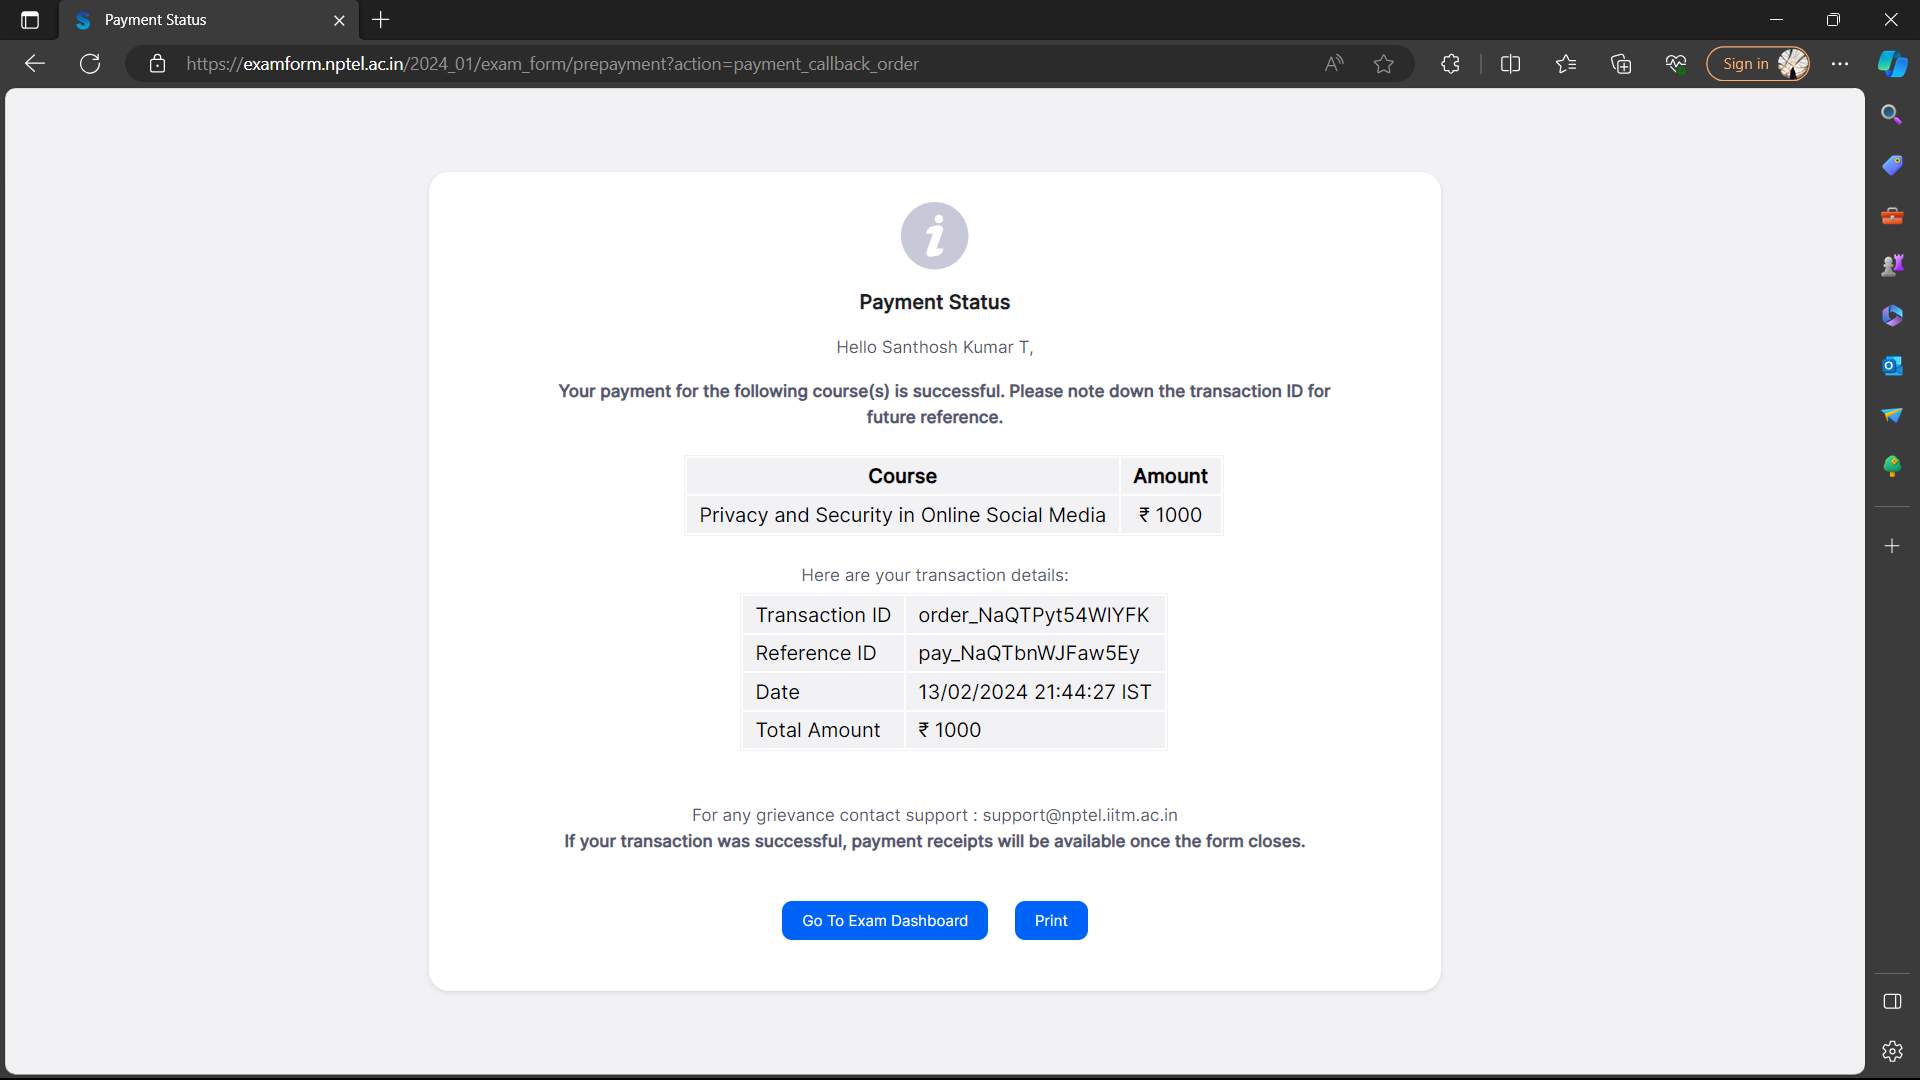 Payment Status
https://examform.nptel.ac.in/2024_01/exam_form/prepayment?action=payment_callback_order
Sign in
Payment Status
Hello Santhosh Kumar T,
Your payment for the following course(s) is successful. Please note down the transaction ID for
future reference.
Course Amount
Privacy and Security in Online Social Media ₹ 1000
Here are your transaction details:
Transaction ID order_NaQTPyt54WIYFK
Reference ID pay_NaQTbnWJFaw5Ey
Date 13/02/2024 21:44:27 IST
Total Amount ₹ 1000
For any grievance contact support : support@nptel.iitm.ac.in
If your transaction was successful, payment receipts will be available once the form closes.
Go To Exam Dashboard Print